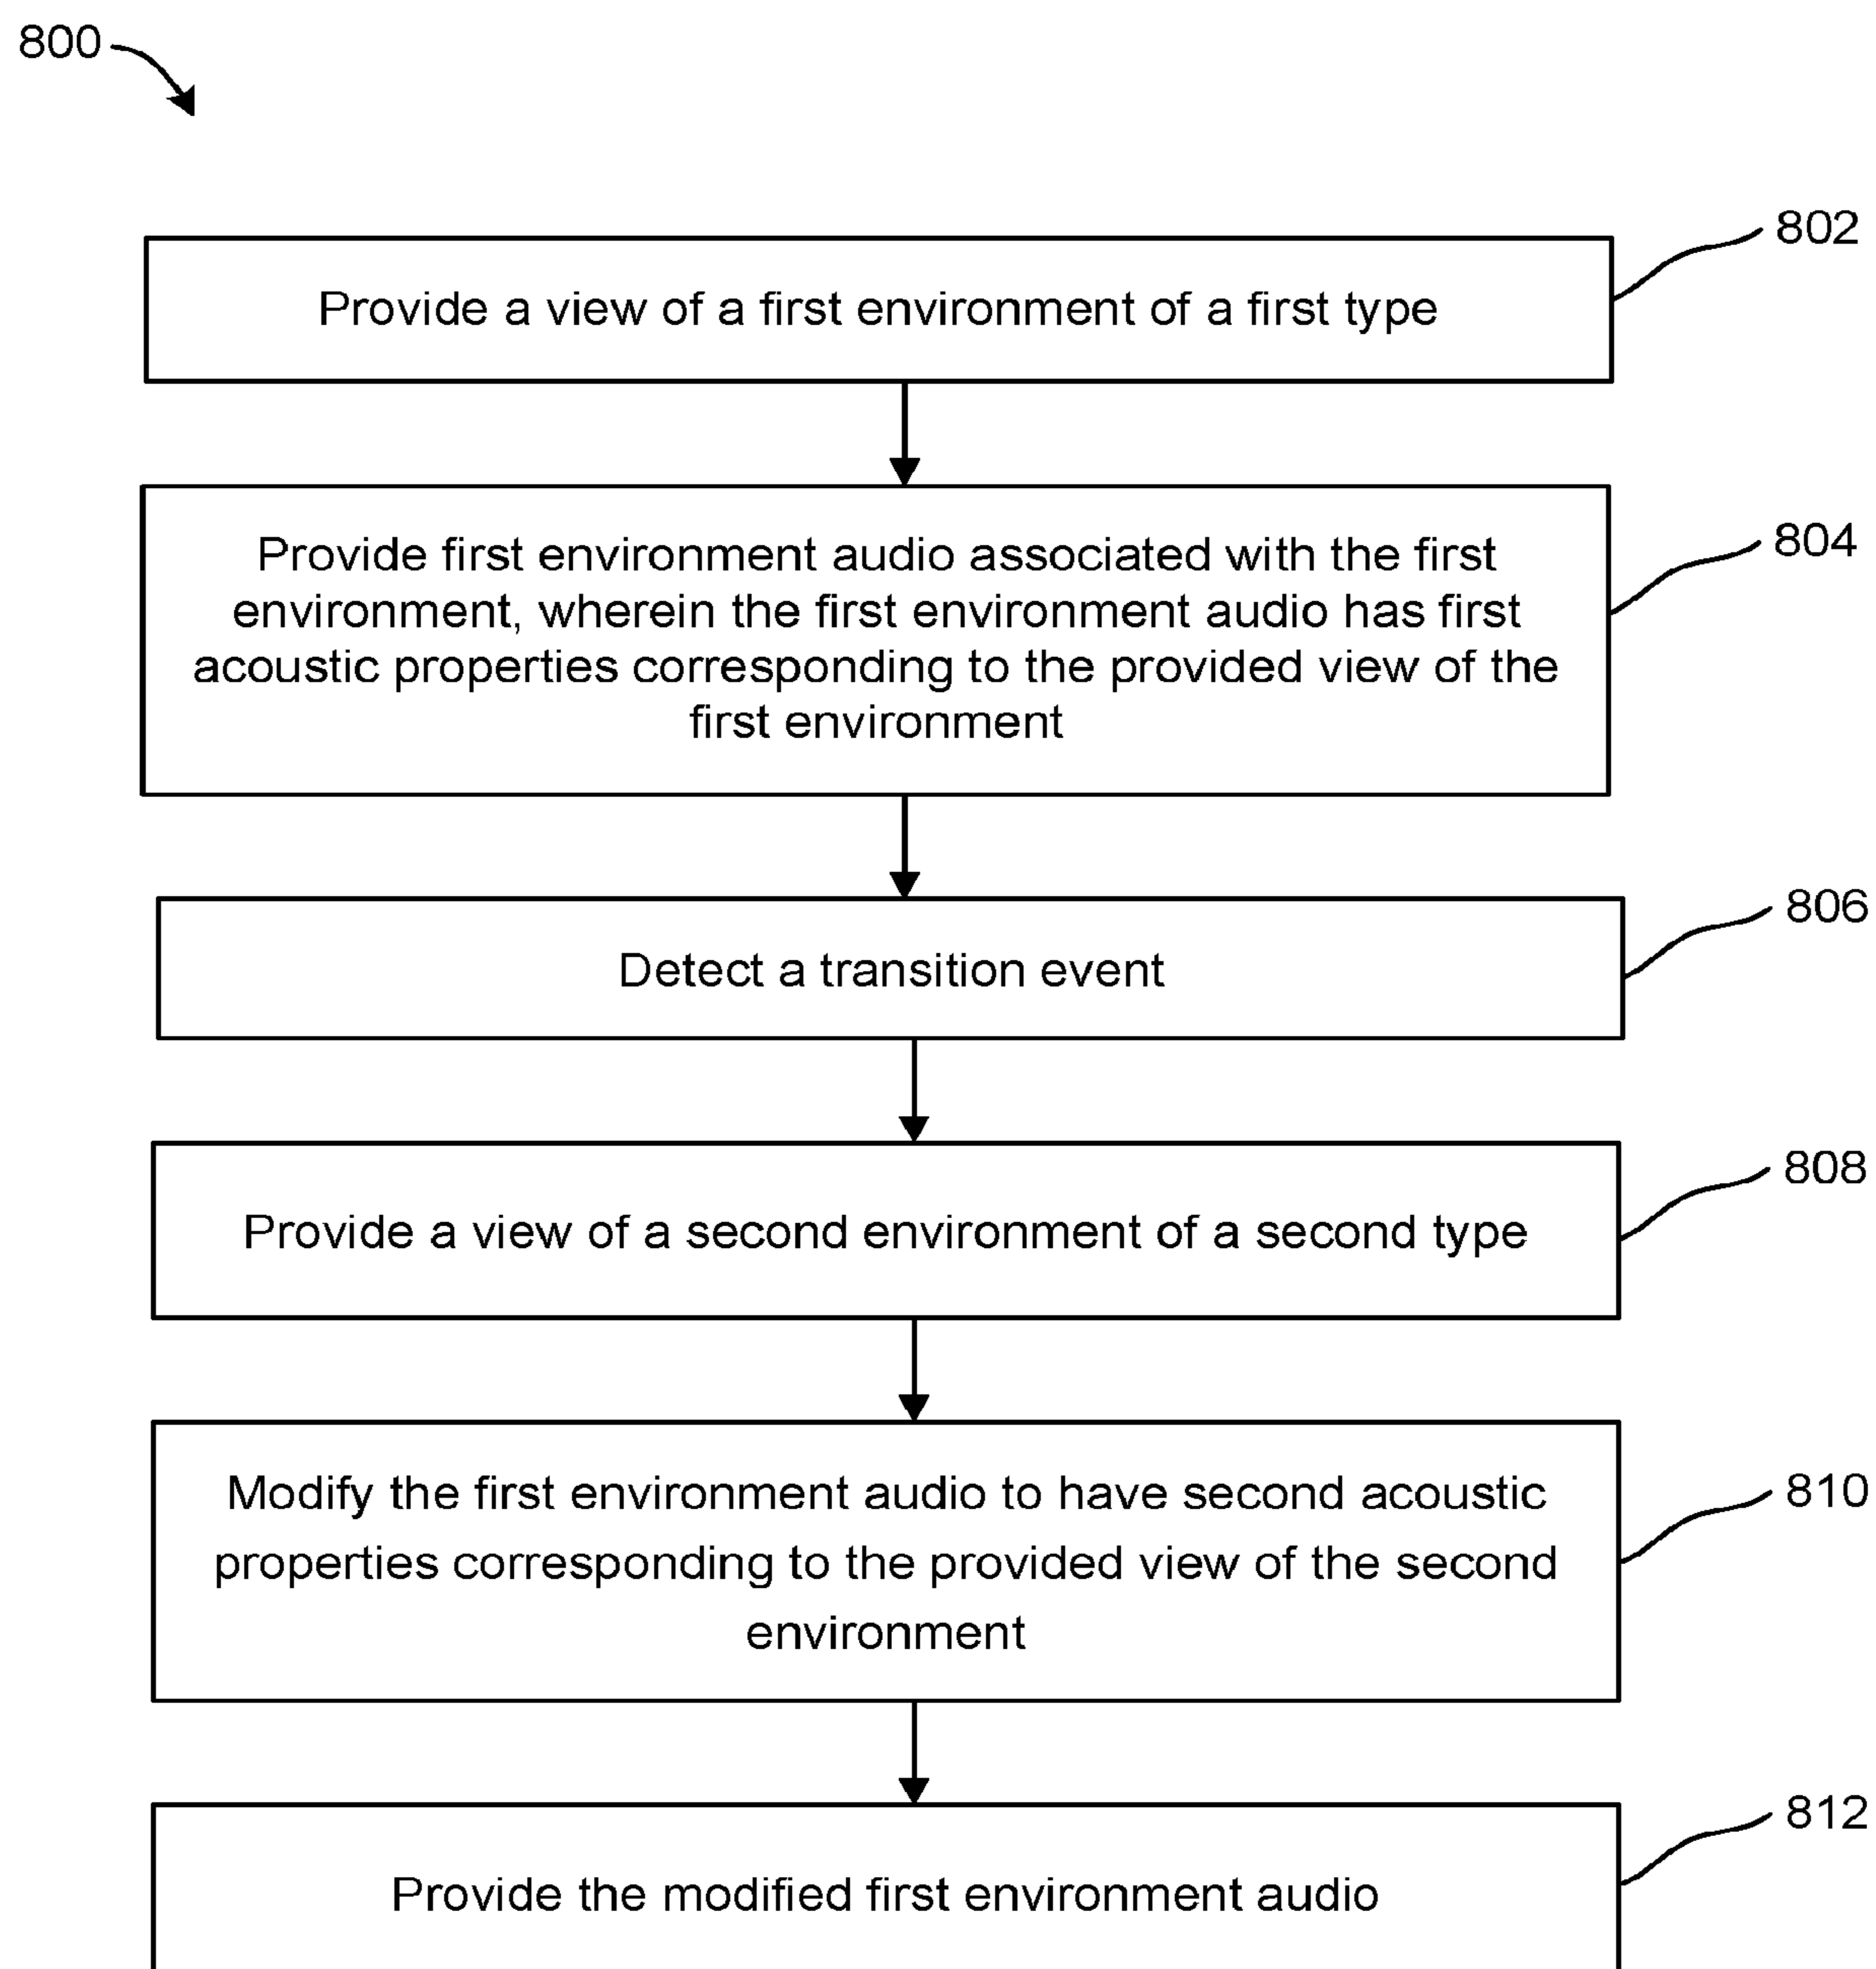 800
802
Provide a view of a first environment of a first type
804
Provide first environment audio associated with the first
environment, wherein the first environment audio has first
acoustic properties corresponding to the provided view of the
first environment
806
Detect a transition event
808
Provide a view of a second environment of a second type
810
Modify the first environment audio to have second acoustic
properties corresponding to the provided view of the second
environment
812
Provide the modified first environment audio